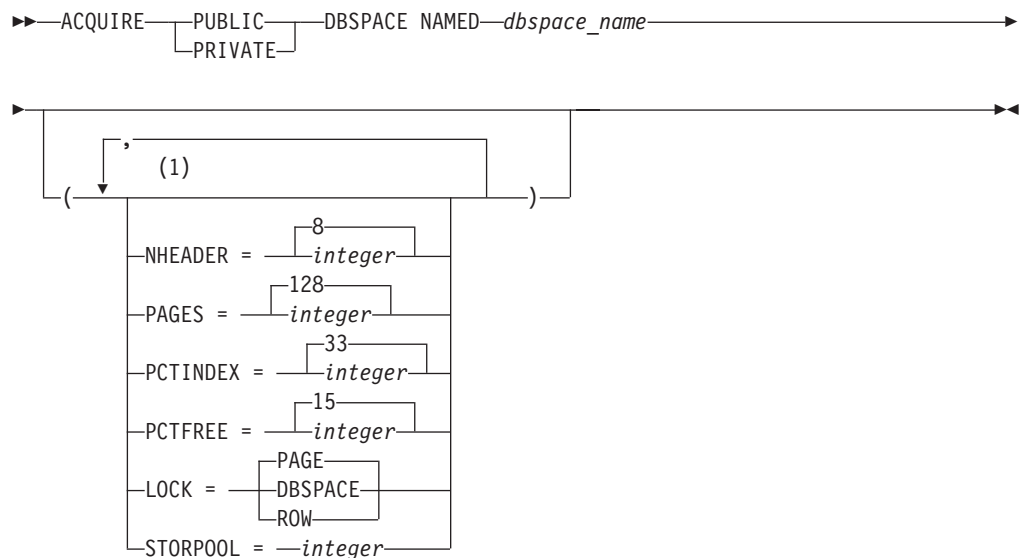 ACQUIRE PUBLIC DBSPACE NAMED dbspace_name
PRIVATE
,
(1)
( )
8
NHEADER = integer
128
PAGES = integer
33
PCTINDEX = integer
15
PCTFREE = integer
PAGE
LOCK = DBSPACE
ROW
STORPOOL = integer